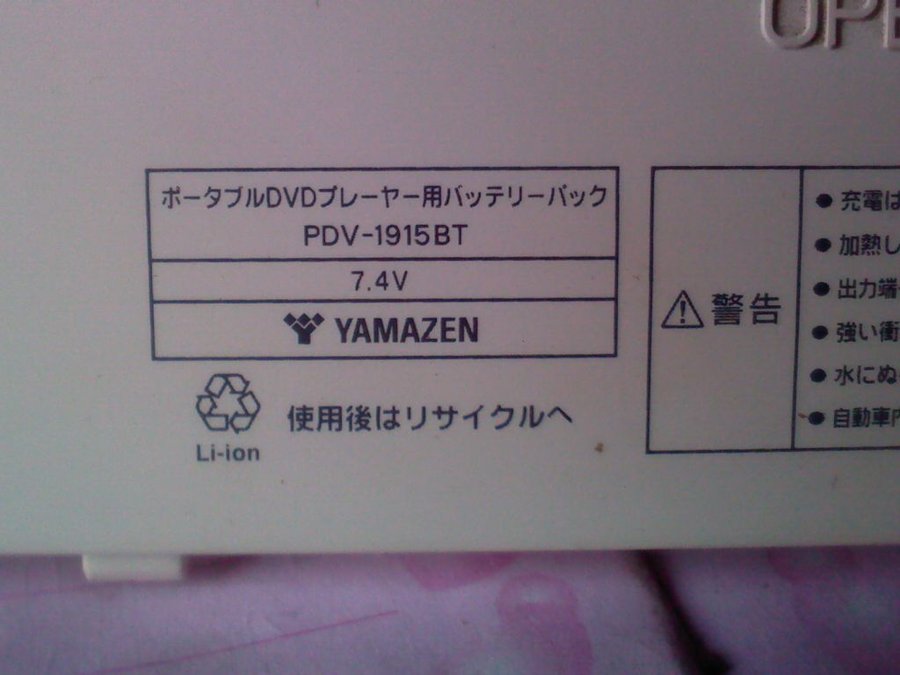 OPE
ポータブルDVDプレーヤー用バッテリーパック
PDV-1915BT
7.4V
YAMAZEN
Li-ion
使用後はリサイクルへ
警告
● 充電は
● 加熱し
● 出力端
● 強い衝
● 水にぬ
● 自動車内